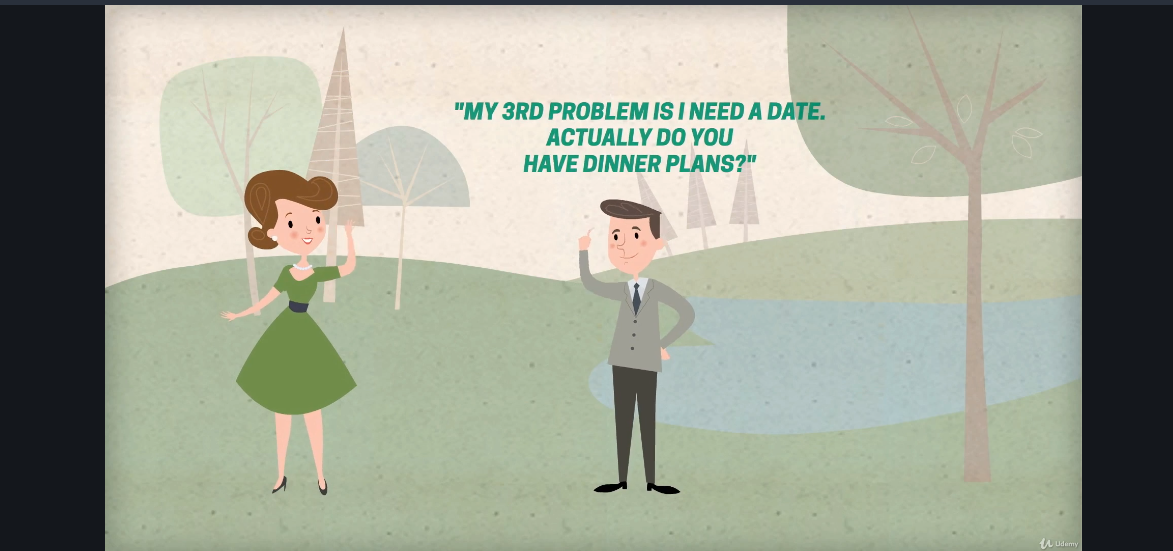 "MY 3RD PROBLEM IS I NEED A DATE.
ACTUALLY DO YOU
HAVE DINNER PLANS?"
Udemy